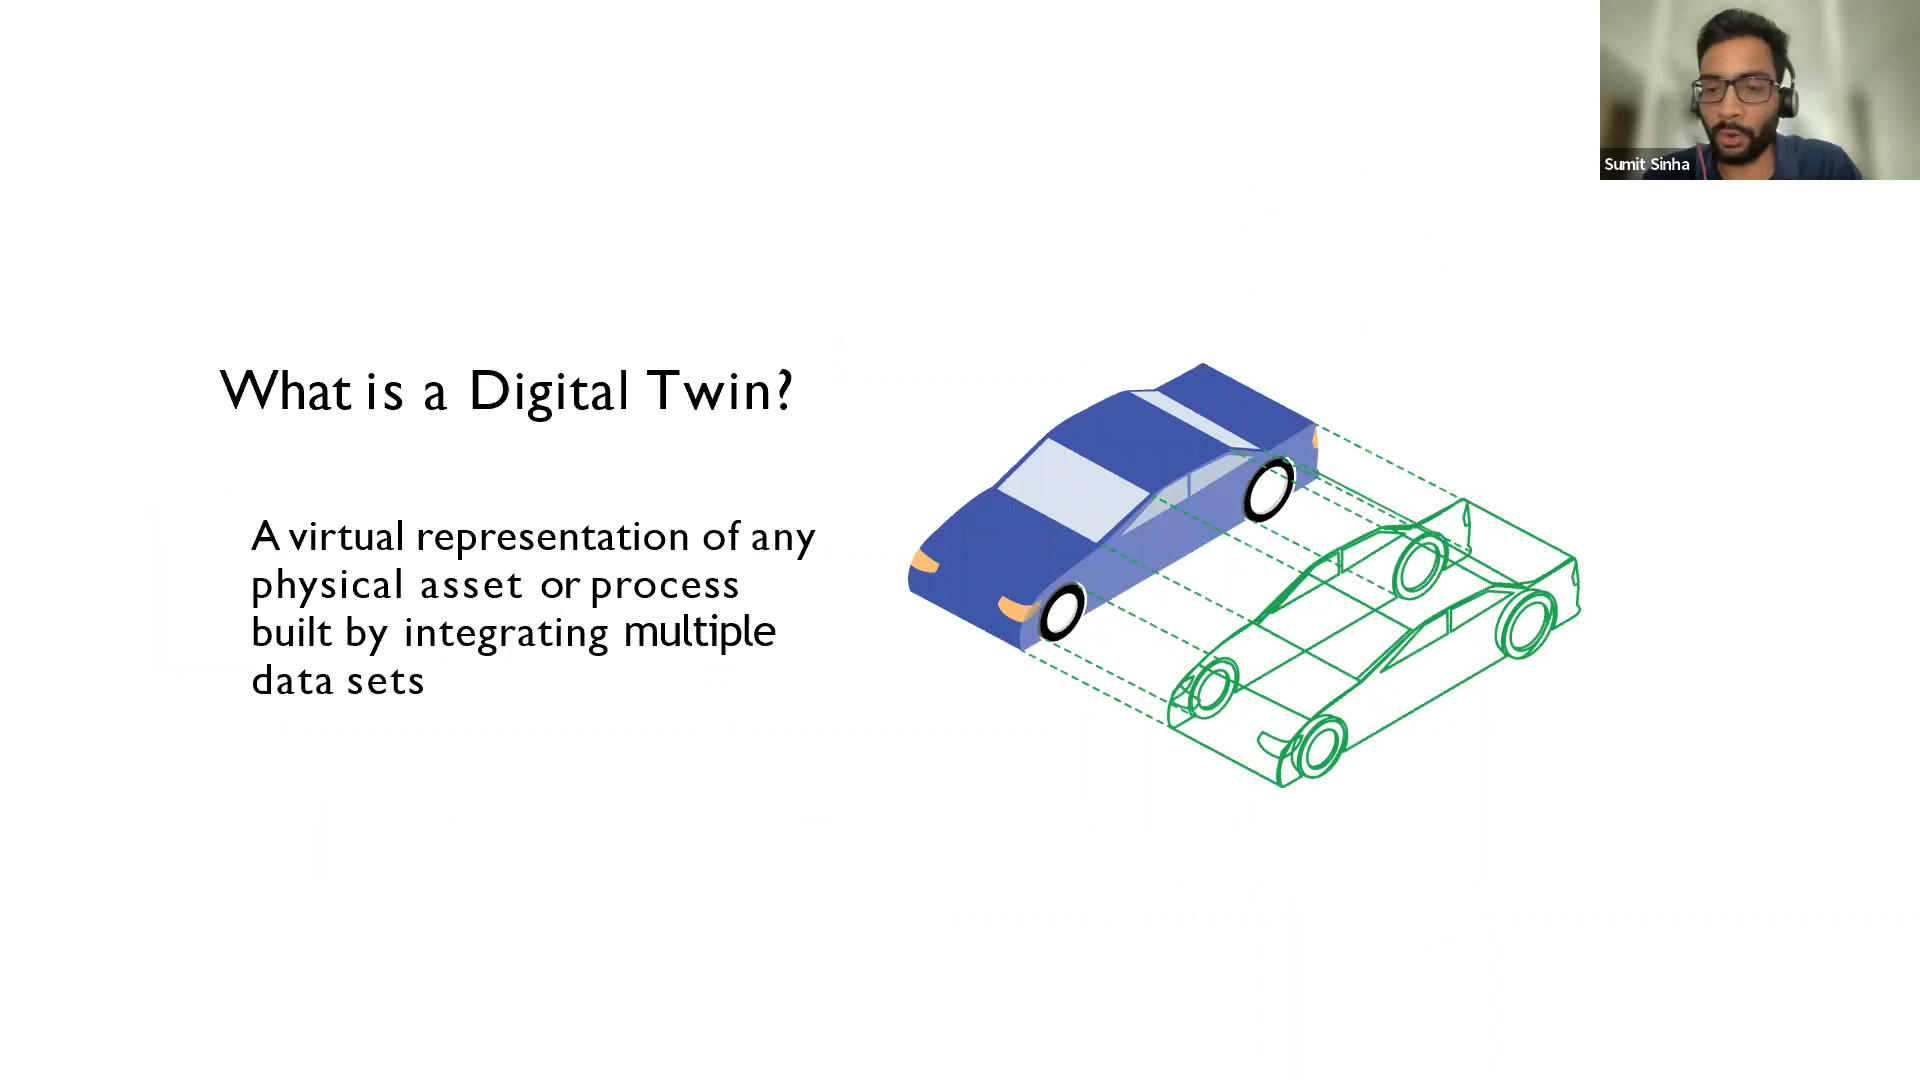 Sumit Sinha
What is a Digital Twin?
A virtual representation of any
physical asset or process
built by integrating multiple
data sets